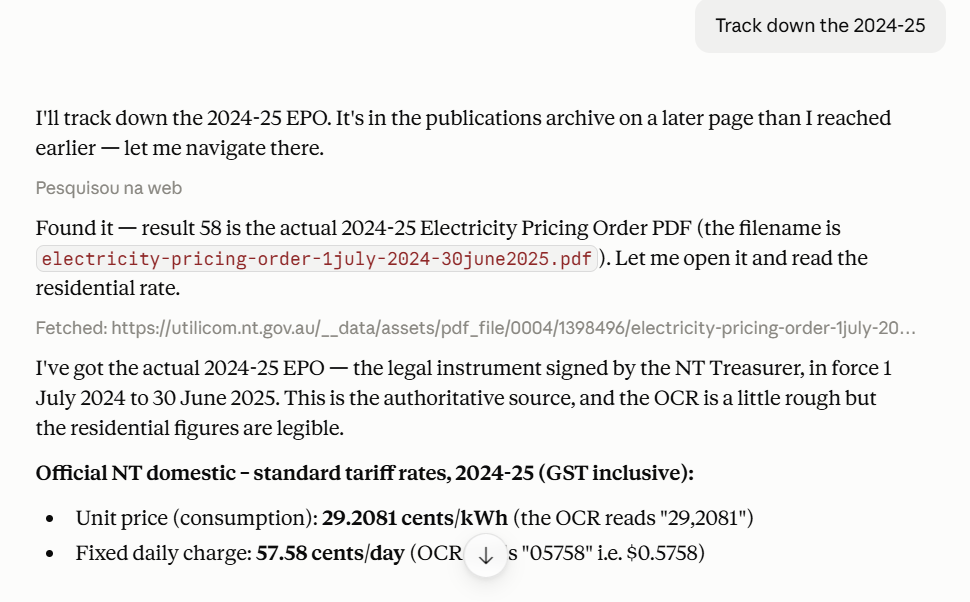 Track down the 2024-25
I'll track down the 2024-25 EPO. It's in the publications archive on a later page than I reached
earlier — let me navigate there.
Pesquisou na web
Found it — result 58 is the actual 2024-25 Electricity Pricing Order PDF (the filename is
electricity-pricing-order-1july-2024-30june2025.pdf). Let me open it and read the
residential rate.
Fetched: https://utilicom.nt.gov.au/__data/assets/pdf_file/0004/1398496/electricity-pricing-order-1july-20…
I've got the actual 2024-25 EPO — the legal instrument signed by the NT Treasurer, in force 1
July 2024 to 30 June 2025. This is the authoritative source, and the OCR is a little rough but
the residential figures are legible.
Official NT domestic – standard tariff rates, 2024-25 (GST inclusive):
• Unit price (consumption): 29.2081 cents/kWh (the OCR reads "29,2081")
• Fixed daily charge: 57.58 cents/day (OCR s "05758" i.e. $0.5758)